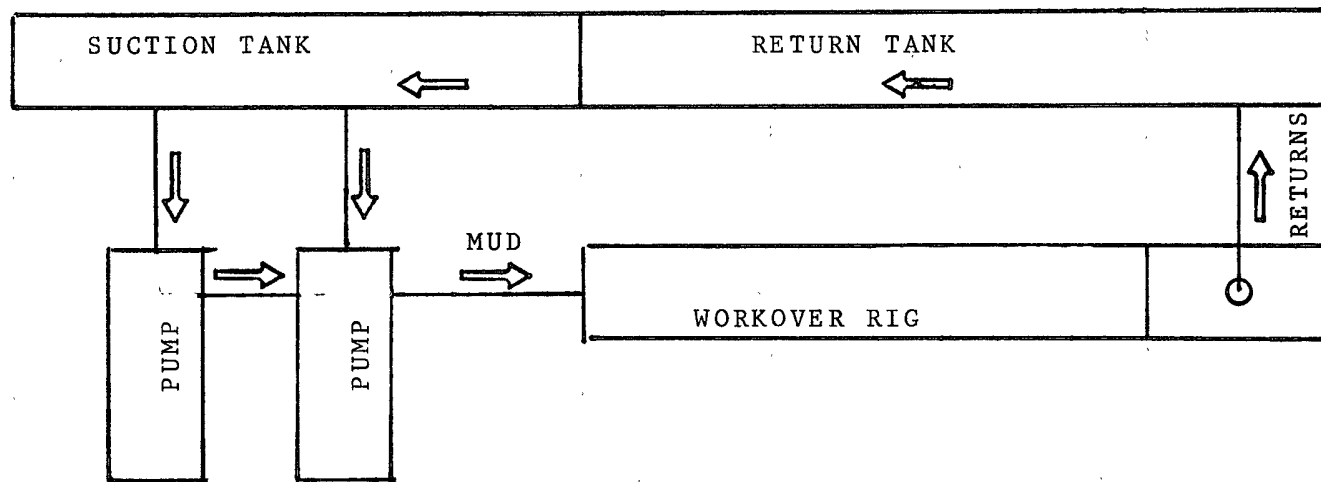 SUCTION TANK
RETURN TANK
RETURNS
MUD
PUMP
PUMP
WORKOVER RIG